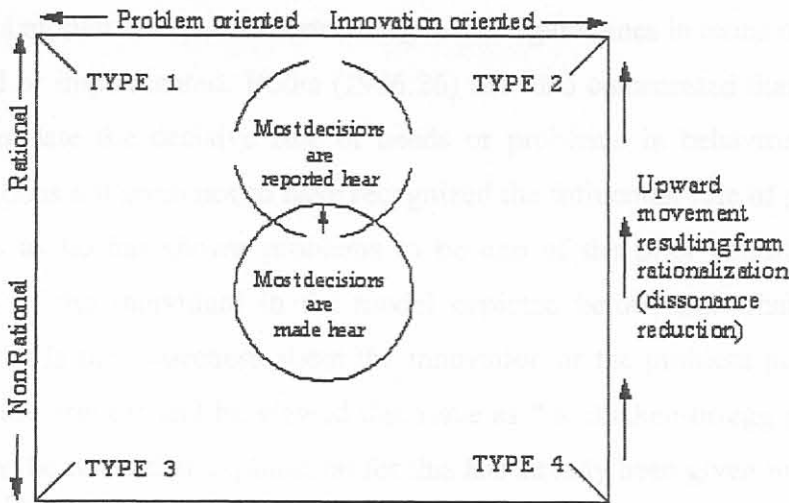 Problem oriented Innovation oriented
TYPE 1 TYPE 2
Rational
Most decisions
are
reported hear
Upward
movement
resulting from
rationalization
(dissonance
reduction)
Most decisions
are
made hear
Non Rational
TYPE 3 TYPE 4